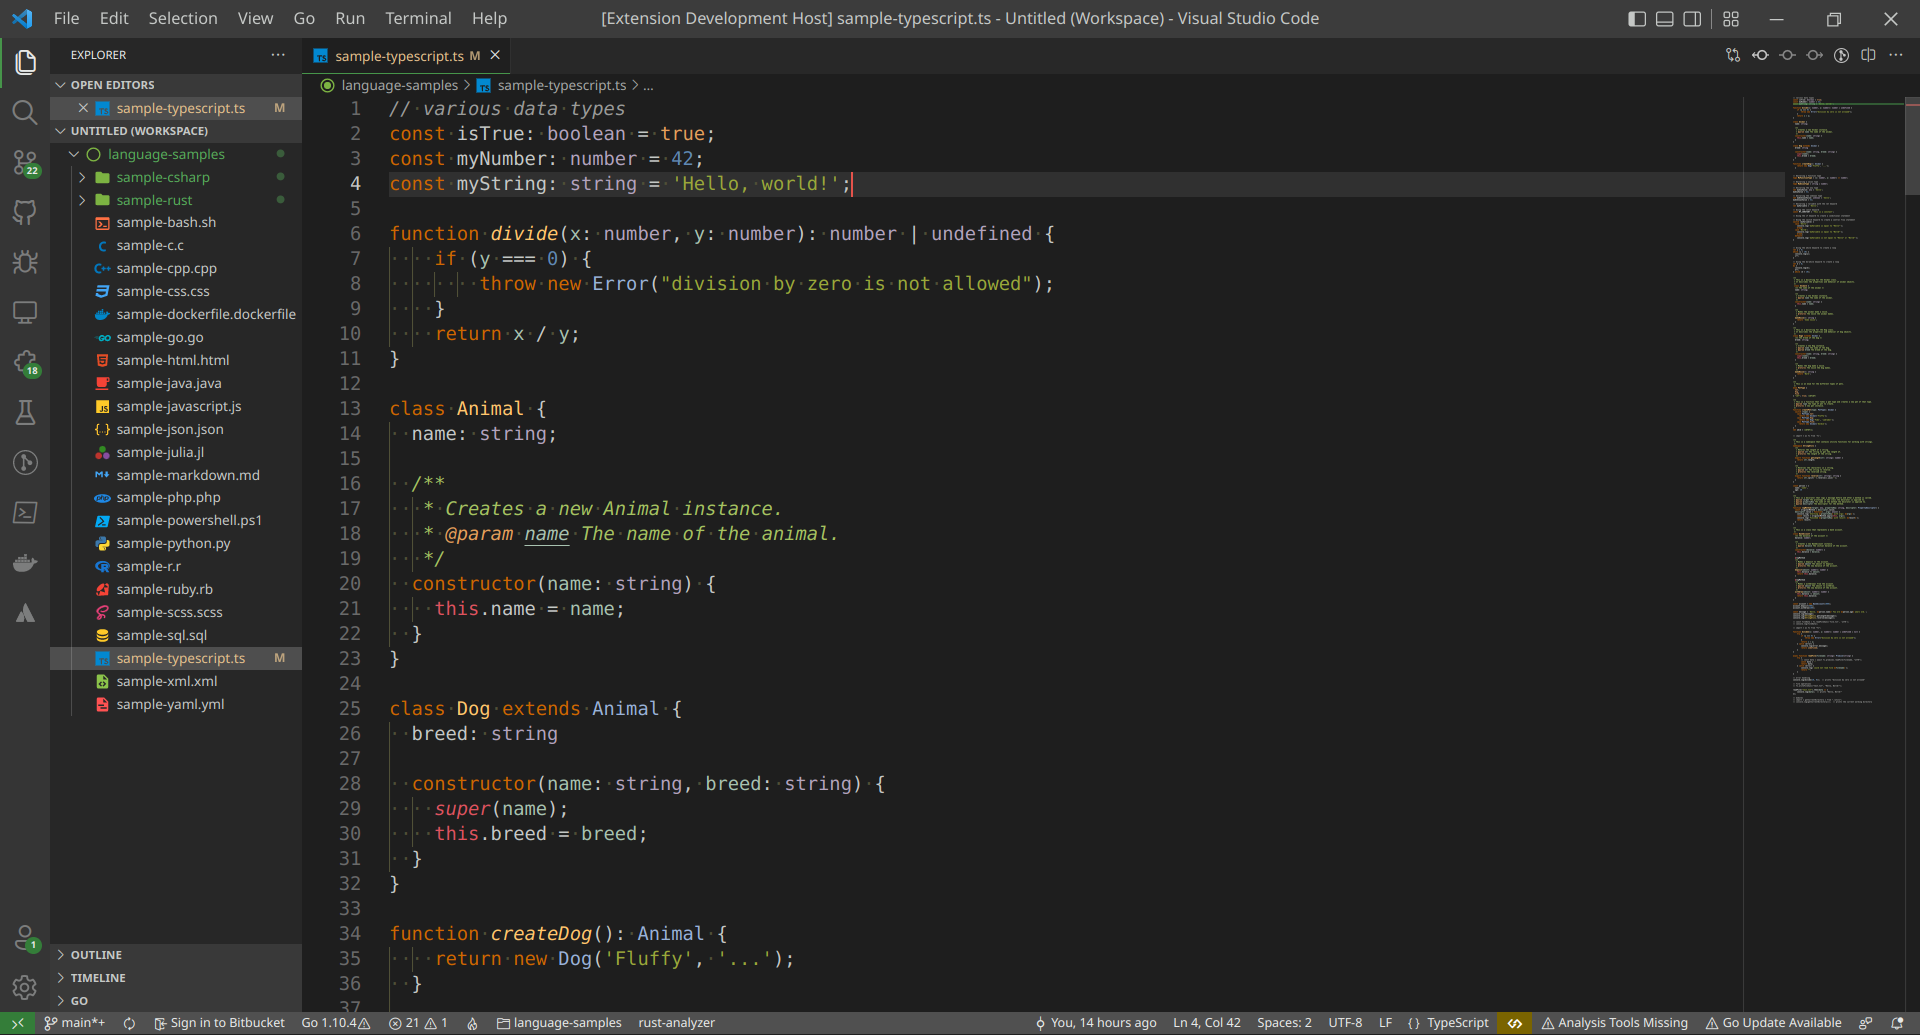 File Edit Selection View Go Run Terminal Help [Extension Development Host] sample-typescript.ts - Untitled (Workspace) - Visual Studio Code
EXPLORER
OPEN EDITORS
sample-typescript.ts M
UNTITLED (WORKSPACE)
language-samples
sample-csharp
sample-rust
sample-bash.sh
sample-c.c
sample-cpp.cpp
sample-css.css
sample-dockerfile.dockerfile
sample-go.go
sample-html.html
sample-java.java
sample-javascript.js
sample-json.json
sample-julia.jl
sample-markdown.md
sample-php.php
sample-powershell.ps1
sample-python.py
sample-r.r
sample-ruby.rb
sample-scss.scss
sample-sql.sql
sample-typescript.ts M
sample-xml.xml
sample-yaml.yml
OUTLINE
TIMELINE
GO
22
18
1
sample-typescript.ts M
language-samples > sample-typescript.ts > ...
1 // various data types
2 const isTrue: boolean = true;
3 const myNumber: number = 42;
4 const myString: string = 'Hello, world!';
5
6 function divide(x: number, y: number): number | undefined {
7 if (y === 0) {
8 throw new Error("division by zero is not allowed");
9 }
10 return x / y;
11 }
12
13 class Animal {
14 name: string;
15
16 /**
17 * Creates a new Animal instance.
18 * @param name The name of the animal.
19 */
20 constructor(name: string) {
21 this.name = name;
22 }
23 }
24
25 class Dog extends Animal {
26 breed: string
27
28 constructor(name: string, breed: string) {
29 super(name);
30 this.breed = breed;
31 }
32 }
33
34 function createDog(): Animal {
35 return new Dog('Fluffy', '...');
36 }
37
main*+ Sign in to Bitbucket Go 1.10.4 21 1 language-samples rust-analyzer You, 14 hours ago Ln 4, Col 42 Spaces: 2 UTF-8 LF { } TypeScript Analysis Tools Missing Go Update Available